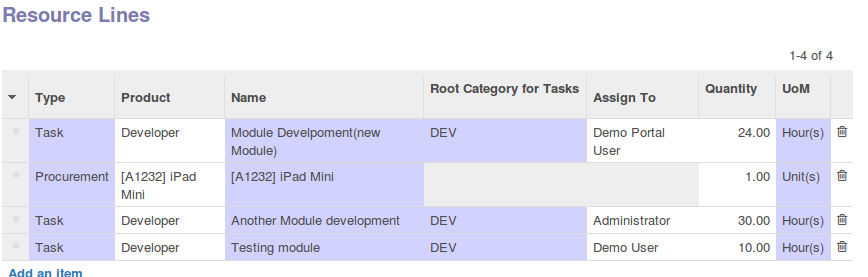 Resource Lines
1-4 of 4
Type Product Name Root Category for Tasks Assign To Quantity UoM
Task Developer Module Develpoment(new DEV Demo Portal 24.00 Hour(s)
Module) User
Procurement [A1232] iPad [A1232] iPad Mini 1.00 Unit(s)
Mini
Task Developer Another Module development DEV Administrator 30.00 Hour(s)
Task Developer Testing module DEV Demo User 10.00 Hour(s)
Add an item